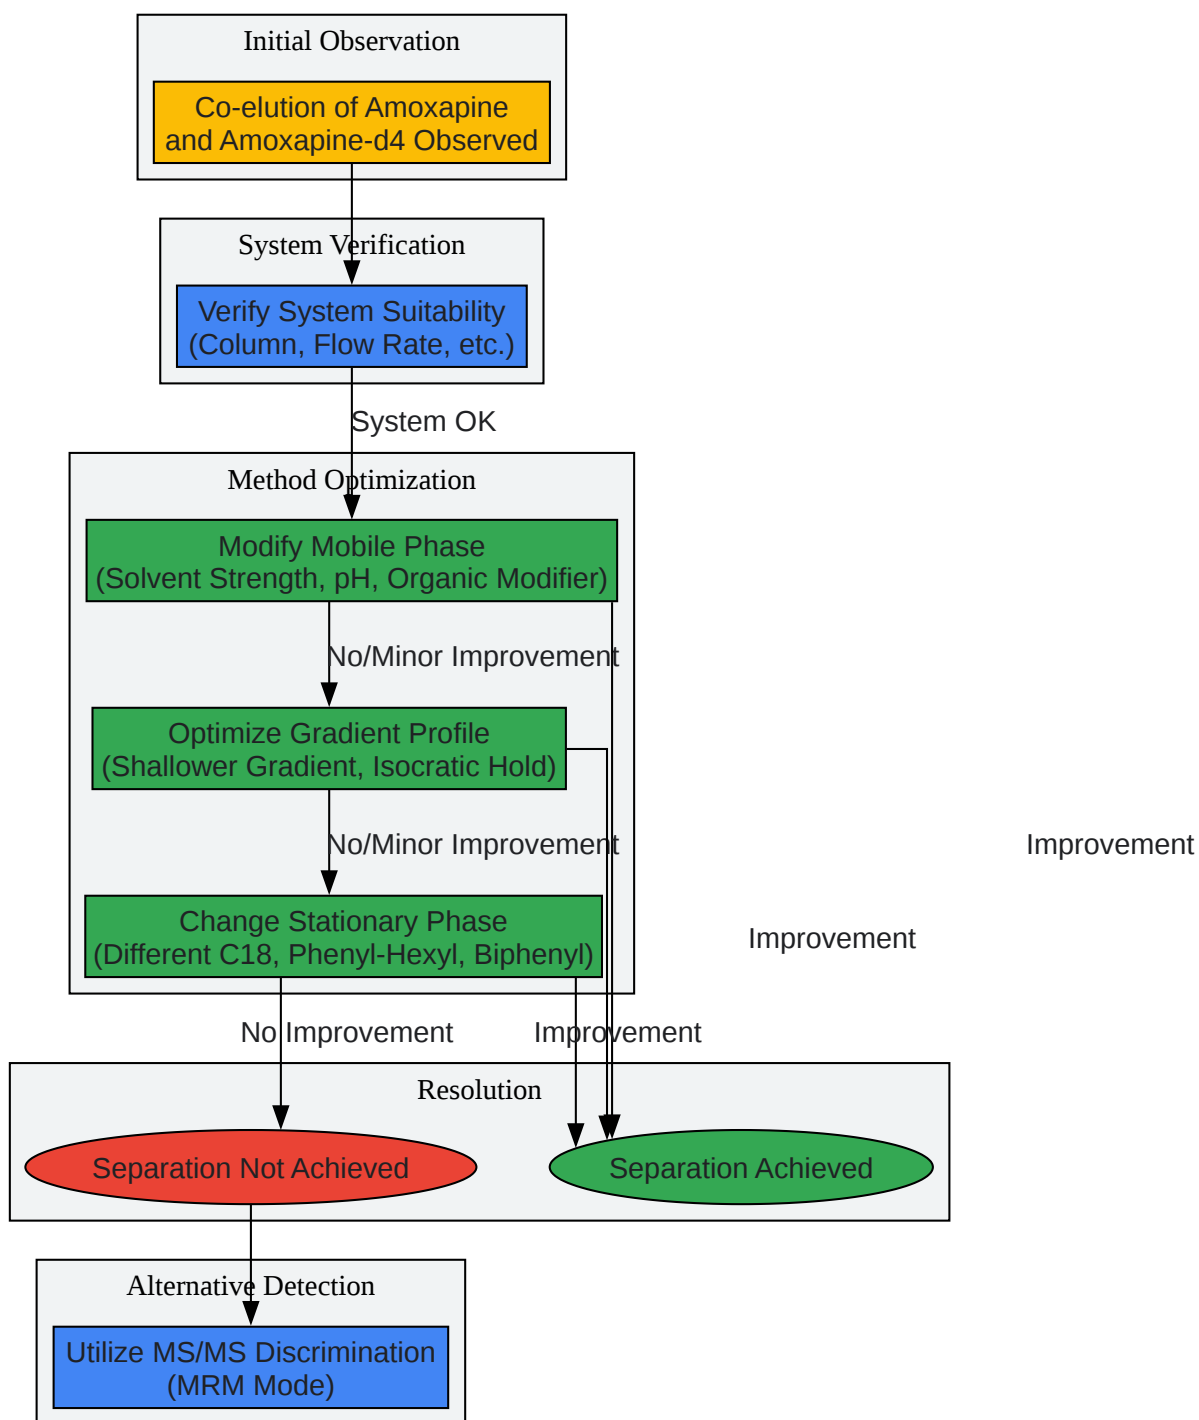 Initial Observation
Co-elution of Amoxapine
and Amoxapine-d4 Observed
System Verification
Verify System Suitability
(Column, Flow Rate, etc.)
System OK
Method Optimization
Modify Mobile Phase
(Solvent Strength, pH, Organic Modifier)
No/Minor Improvement
Optimize Gradient Profile
(Shallower Gradient, Isocratic Hold)
No/Minor Improvement
Improvement
Change Stationary Phase
(Different C18, Phenyl-Hexyl, Biphenyl)
Improvement
No Improvement
Improvement
Resolution
Separation Not Achieved
Separation Achieved
Alternative Detection
Utilize MS/MS Discrimination
(MRM Mode)